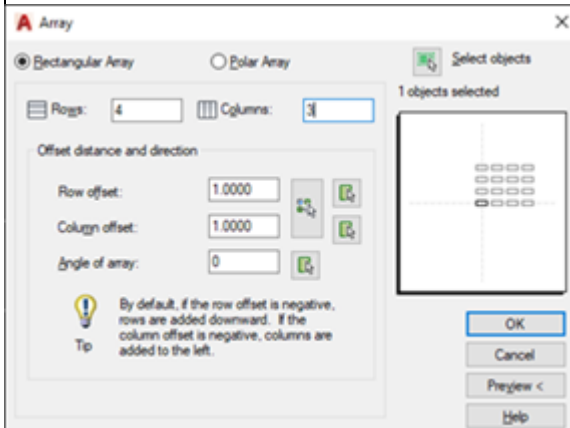 Array
Rectangular Array
Polar Array
Select objects
1 objects selected
Rows: 4
Columns: 3
Offset distance and direction
Row offset: 1.0000
Column offset: 1.0000
Angle of array: 0
Tip
By default, if the row offset is negative,
rows are added downward. If the
column offset is negative, columns are
added to the left.
OK
Cancel
Preview <
Help